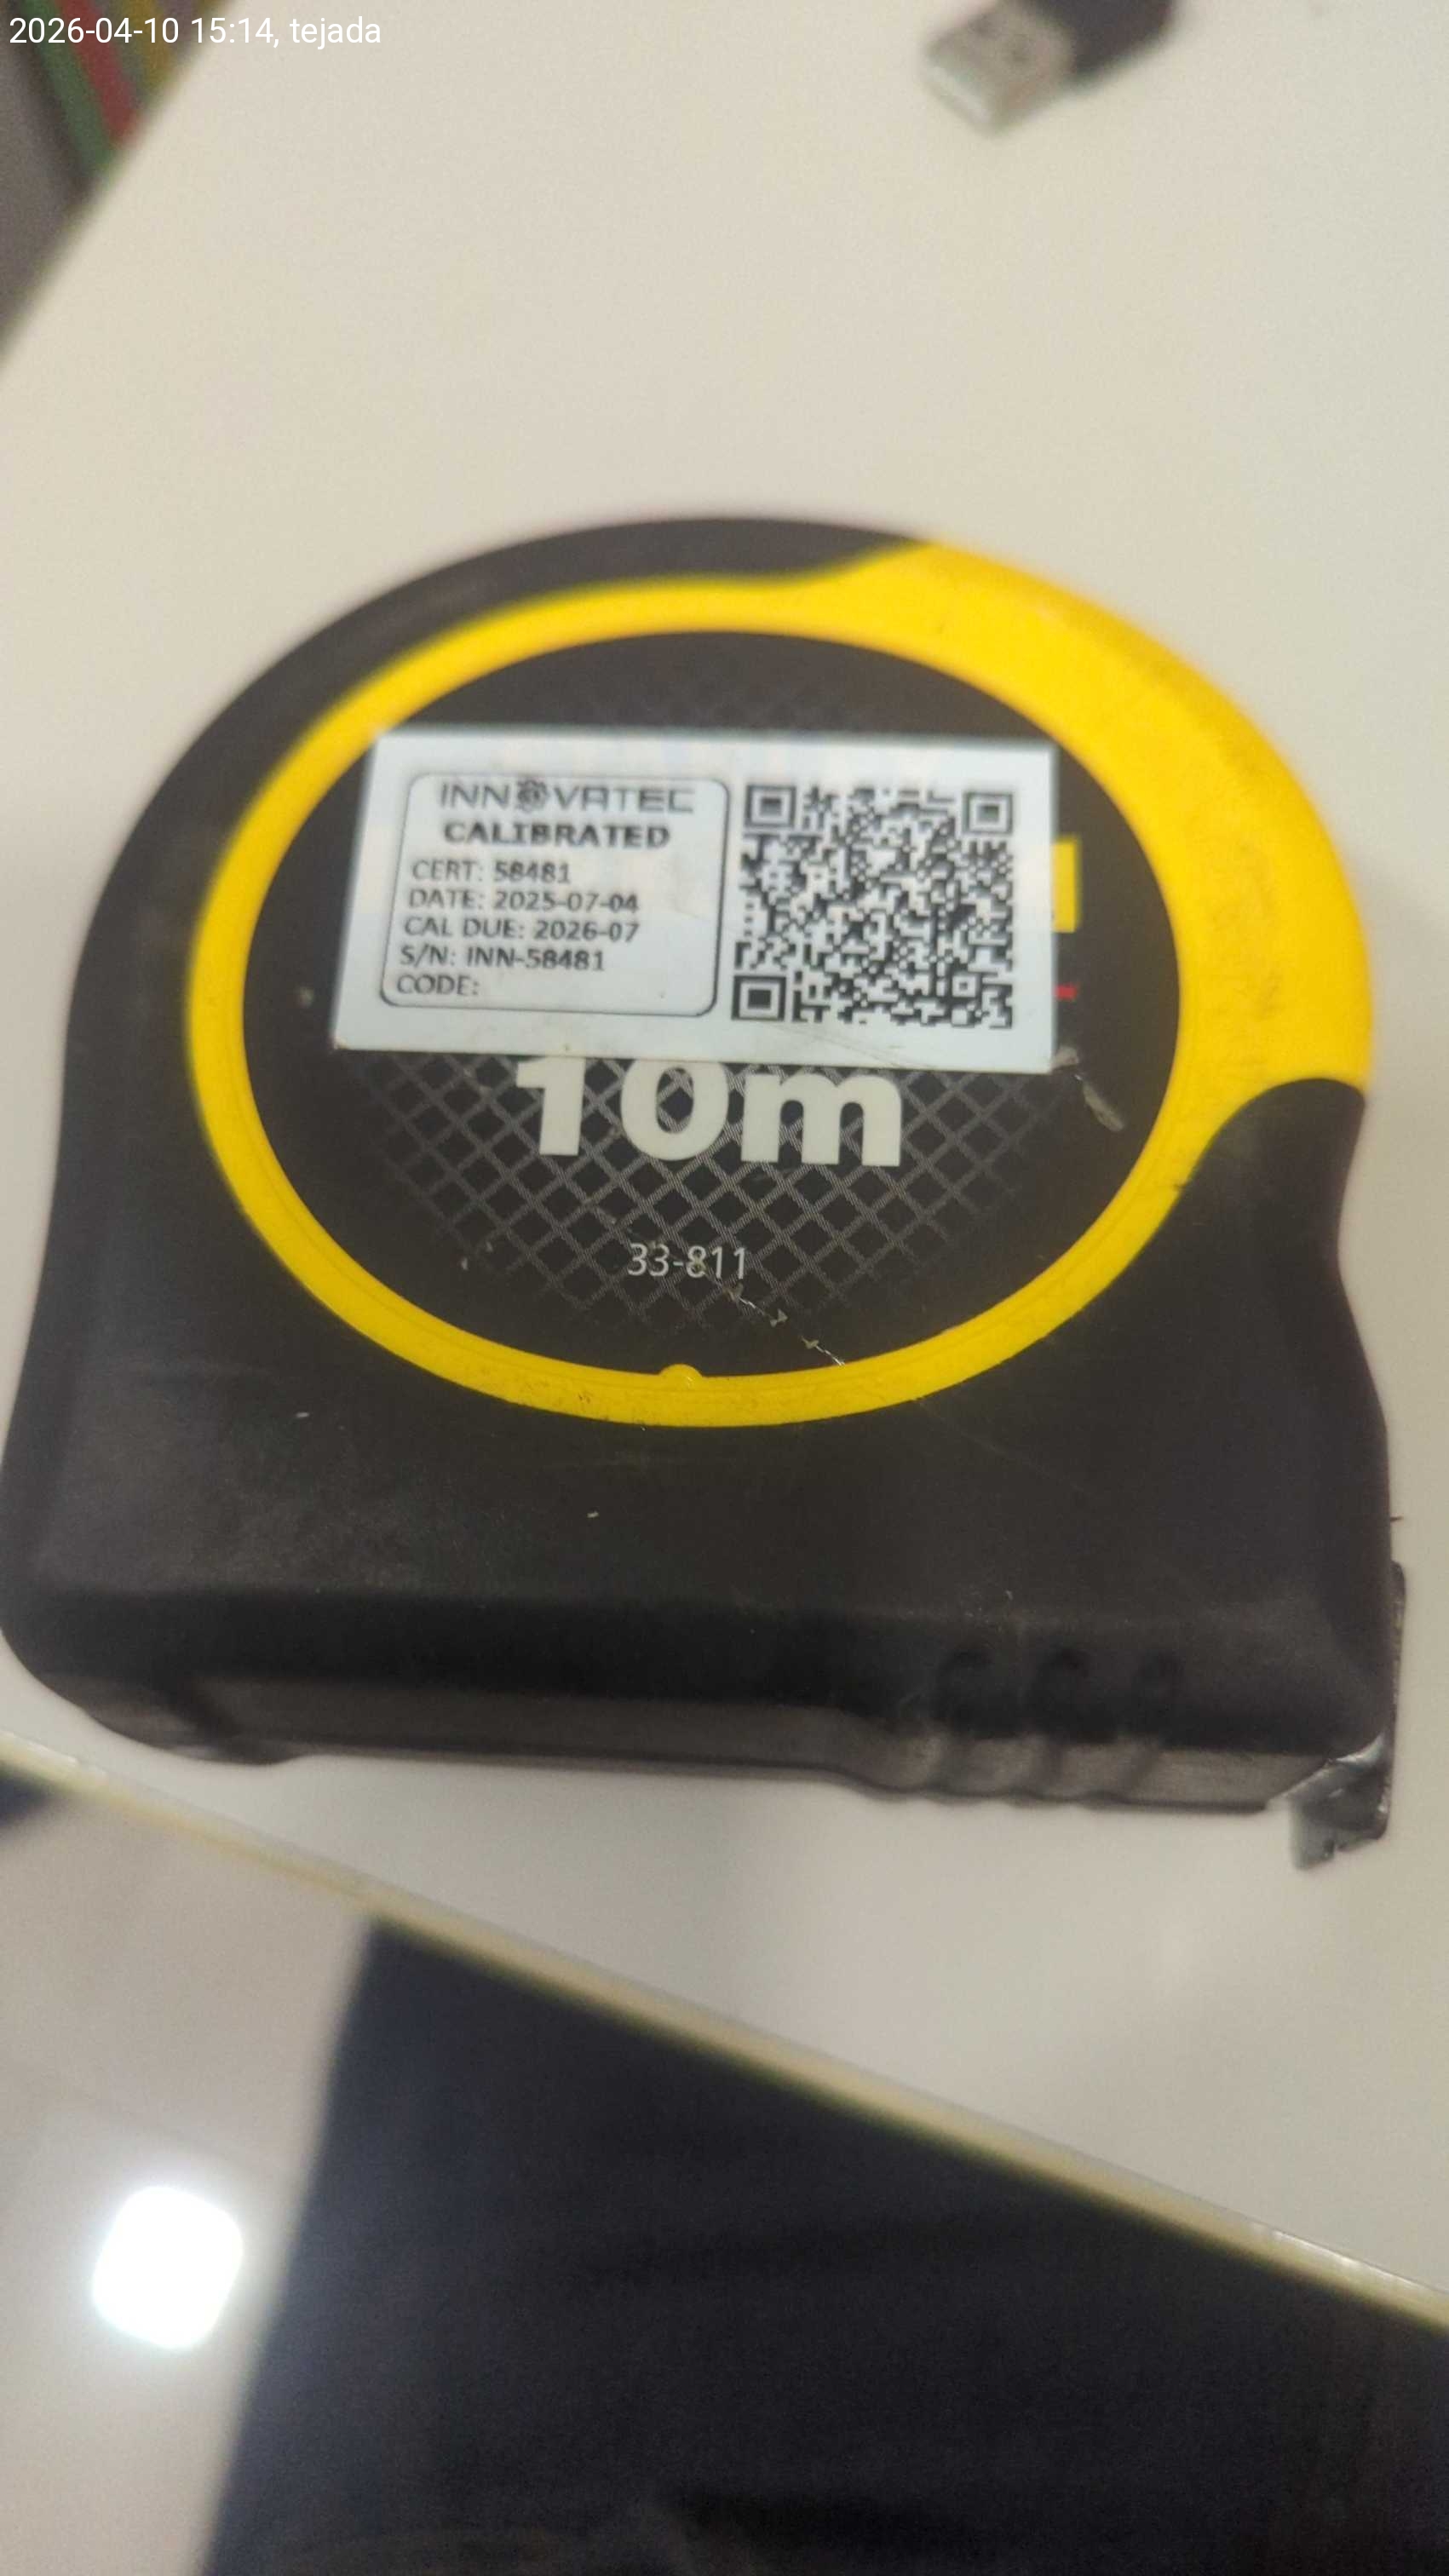 2026-04-10 15:14, tejada
INNOVATEC
CALIBRATED
CERT: 58481
DATE: 2025-07-04
CAL DUE: 2026-07
S/N: INN-58481
CODE:
10m
33-811